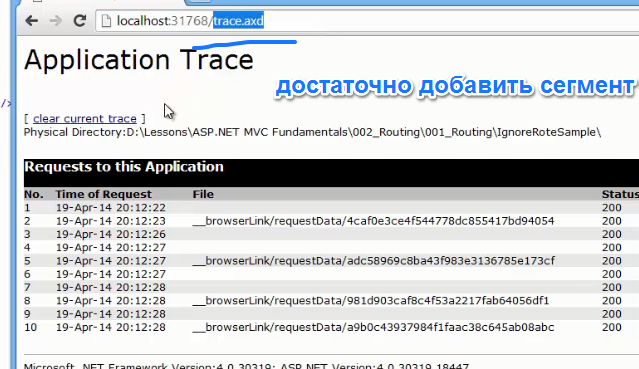 localhost:31768/trace.axd
Application Trace
достаточно добавить сегмент
/>
[ clear current trace ]
Physical Directory:D:\Lessons\ASP.NET MVC Fundamentals\002_Routing\001_Routing\IgnoreRoteSample\
Requests to this Application
No. Time of Request File Status
1 19-Apr-14 20:12:22 200
2 19-Apr-14 20:12:23 __browserLink/requestData/4caf0e3ce4f544778dc855417bd94054 200
3 19-Apr-14 20:12:26 200
4 19-Apr-14 20:12:27 200
5 19-Apr-14 20:12:27 __browserLink/requestData/adc58969c8ba43f983e3136785e173cf 200
6 19-Apr-14 20:12:27 200
7 19-Apr-14 20:12:28 200
8 19-Apr-14 20:12:28 __browserLink/requestData/981d903caf8c4f53a2217fab64056df1 200
9 19-Apr-14 20:12:28 200
10 19-Apr-14 20:12:28 __browserLink/requestData/a9b0c43937984f1faac38c645ab08abc 200
Microsoft .NET Framework Version:4.0.30319; ASP.NET Version:4.0.30319.18447